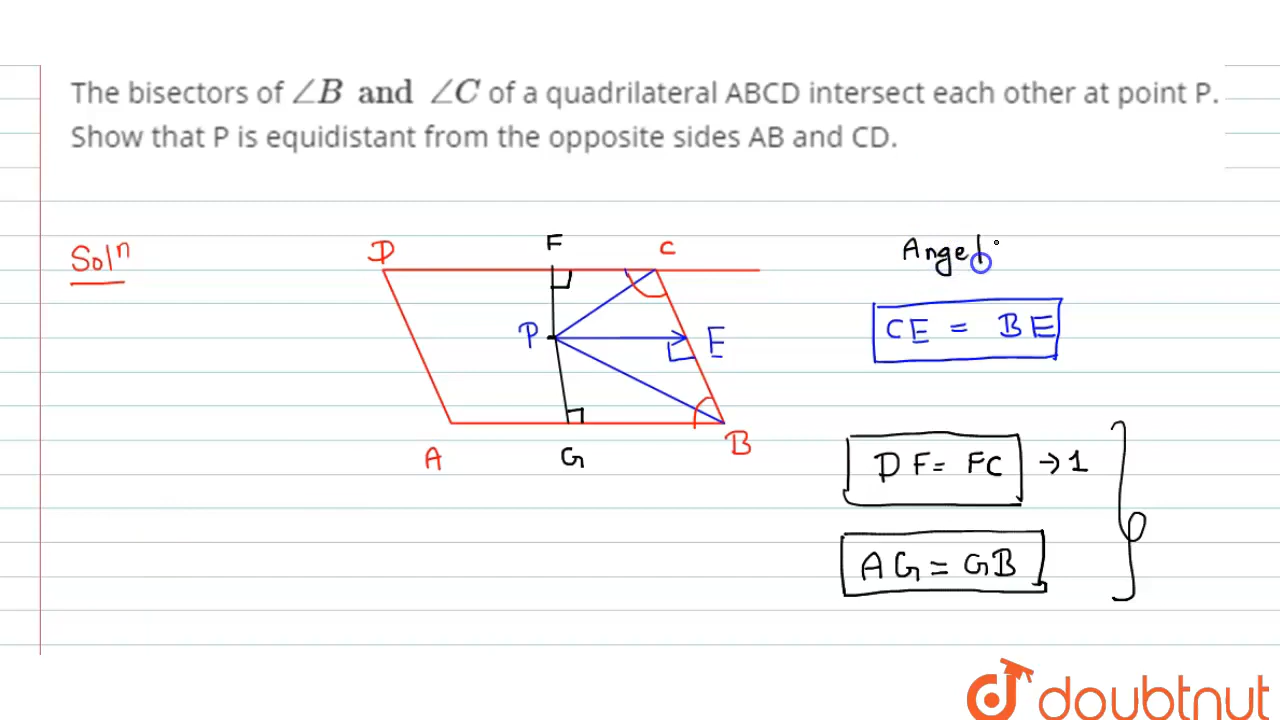 The bisectors of ∠B and ∠C of a quadrilateral ABCD intersect each other at point P.
Show that P is equidistant from the opposite sides AB and CD.
Solⁿ
D F C
Angel
P E
CE = BE
A G B
DF = FC → 1
AG = GB
doubtnut